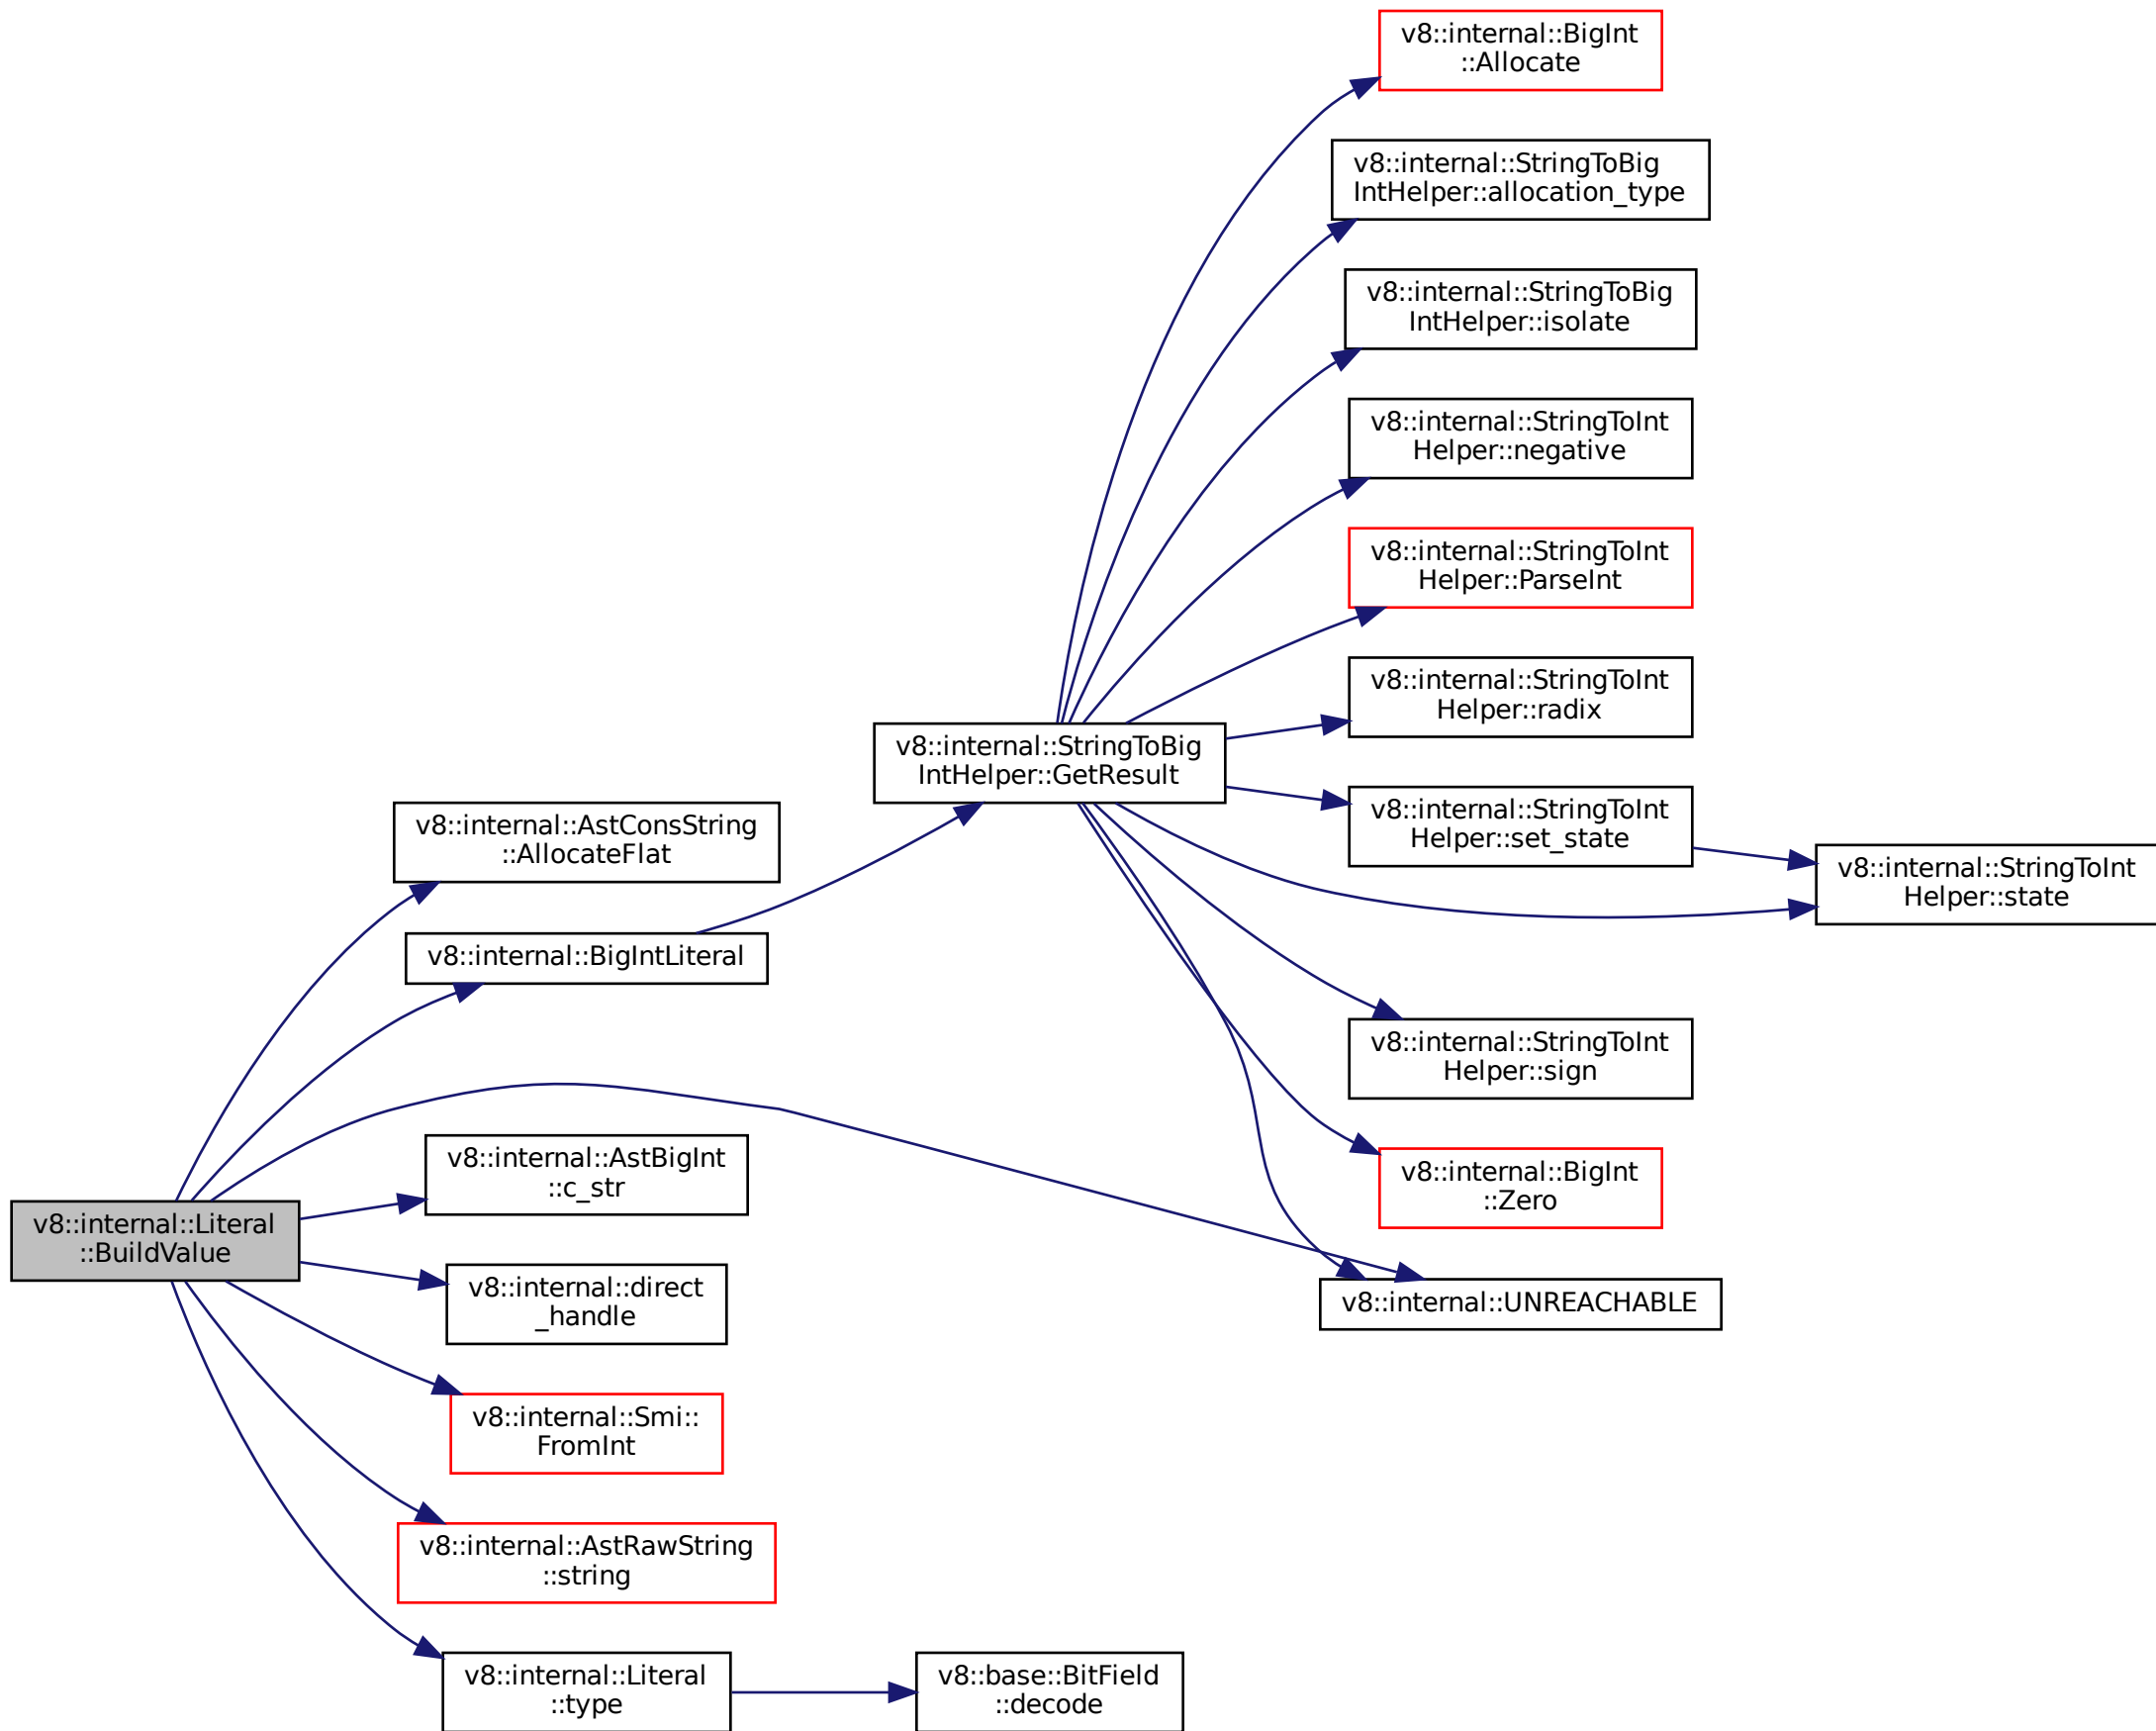 v8::internal::BigInt
::Allocate
v8::internal::StringToBig
IntHelper::allocation_type
v8::internal::StringToBig
IntHelper::isolate
v8::internal::StringToInt
Helper::negative
v8::internal::StringToInt
Helper::ParseInt
v8::internal::StringToInt
Helper::radix
v8::internal::StringToBig
IntHelper::GetResult
v8::internal::StringToInt
Helper::set_state
v8::internal::AstConsString
::AllocateFlat
v8::internal::StringToInt
Helper::state
v8::internal::BigIntLiteral
v8::internal::StringToInt
Helper::sign
v8::internal::AstBigInt
::c_str
v8::internal::BigInt
::Zero
v8::internal::Literal
::BuildValue
v8::internal::direct
_handle
v8::internal::UNREACHABLE
v8::internal::Smi::
FromInt
v8::internal::AstRawString
::string
v8::internal::Literal
::type
v8::base::BitField
::decode